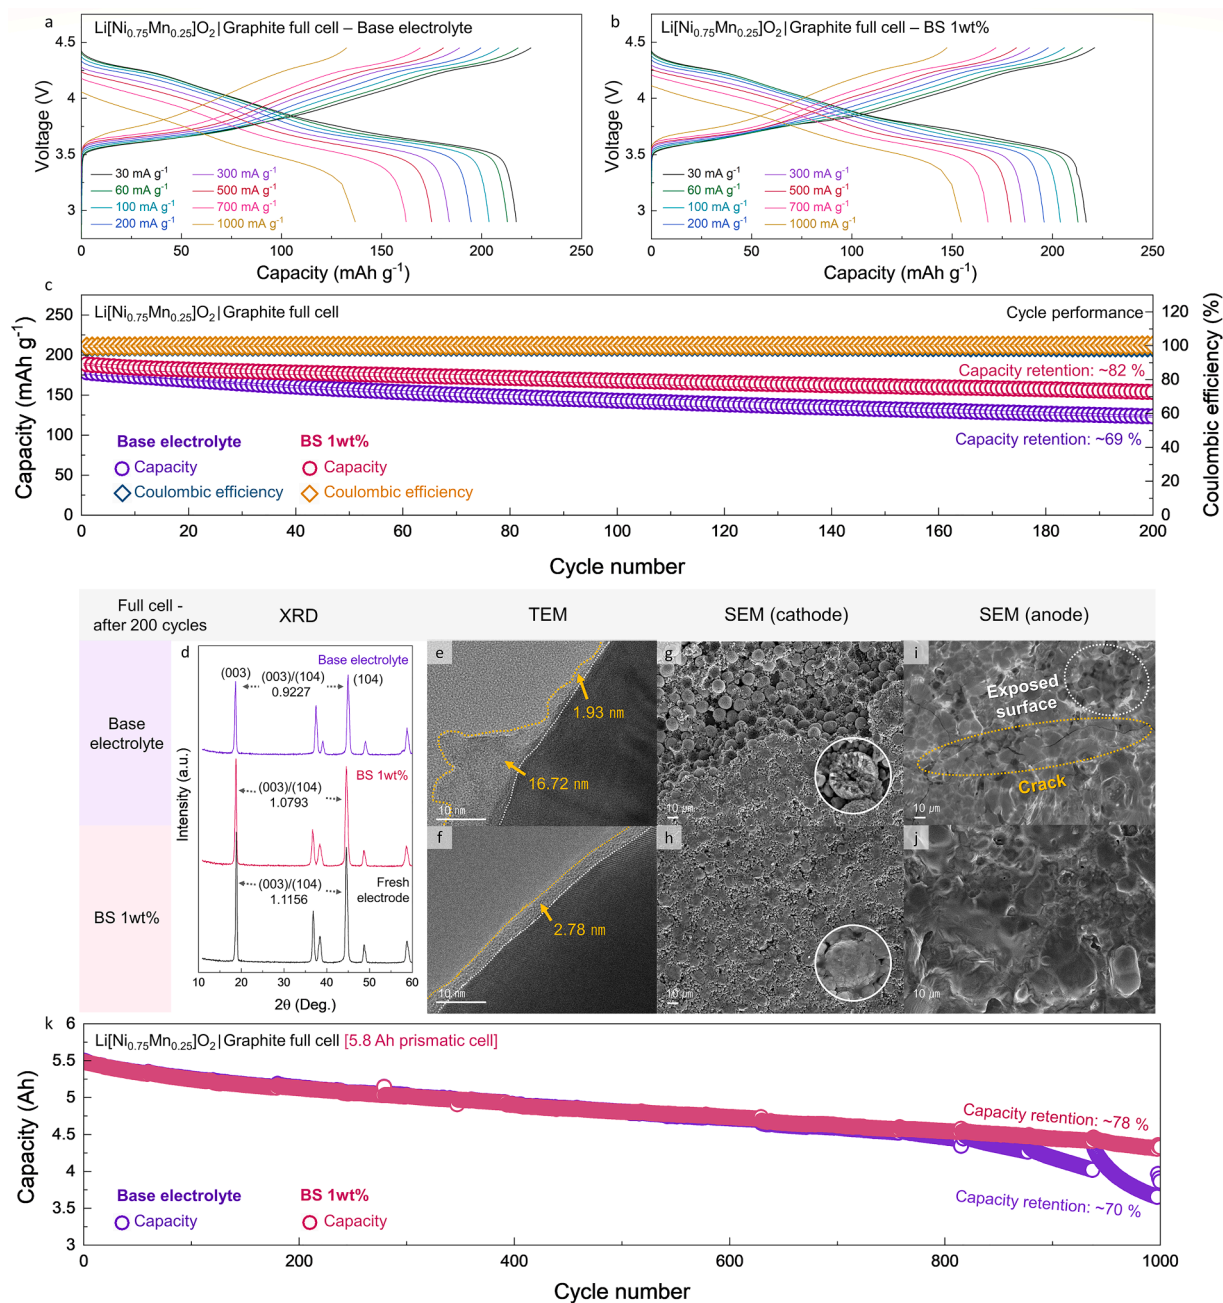 a
Li[Ni0.75Mn0.25]O2|Graphite full cell – Base electrolyte
4.5
4
3.5
3
Voltage (V)
30 mA g-1
60 mA g-1
100 mA g-1
200 mA g-1
300 mA g-1
500 mA g-1
700 mA g-1
1000 mA g-1
0 50 100 150 200 250
Capacity (mAh g-1)
b
Li[Ni0.75Mn0.25]O2|Graphite full cell – BS 1wt%
4.5
4
3.5
3
Voltage (V)
30 mA g-1
60 mA g-1
100 mA g-1
200 mA g-1
300 mA g-1
500 mA g-1
700 mA g-1
1000 mA g-1
0 50 100 150 200 250
Capacity (mAh g-1)
c
Li[Ni0.75Mn0.25]O2|Graphite full cell
Cycle performance
250
200
150
100
50
0
Capacity (mAh g-1)
120
100
80
60
40
20
0
Coulombic efficiency (%)
Capacity retention: ~82 %
Capacity retention: ~69 %
Base electrolyte
Capacity
Coulombic efficiency
BS 1wt%
Capacity
Coulombic efficiency
0 20 40 60 80 100 120 140 160 180 200
Cycle number
Full cell -
after 200 cycles
XRD
TEM
SEM (cathode)
SEM (anode)
Base
electrolyte
BS 1wt%
d
Base electrolyte
(003)
(003)/(104)
0.9227
(104)
BS 1wt%
(003)/(104)
1.0793
(003)/(104)
1.1156
Fresh
electrode
Intensity (a.u.)
10 20 30 40 50 60
2θ (Deg.)
e
1.93 nm
16.72 nm
10 nm
f
2.78 nm
10 nm
g
10 μm
h
10 μm
i
Exposed
surface
Crack
10 μm
j
10 μm
k
Li[Ni0.75Mn0.25]O2|Graphite full cell [5.8 Ah prismatic cell]
6
5.5
5
4.5
4
3.5
3
Capacity (Ah)
Capacity retention: ~78 %
Capacity retention: ~70 %
Base electrolyte
Capacity
BS 1wt%
Capacity
0 200 400 600 800 1000
Cycle number